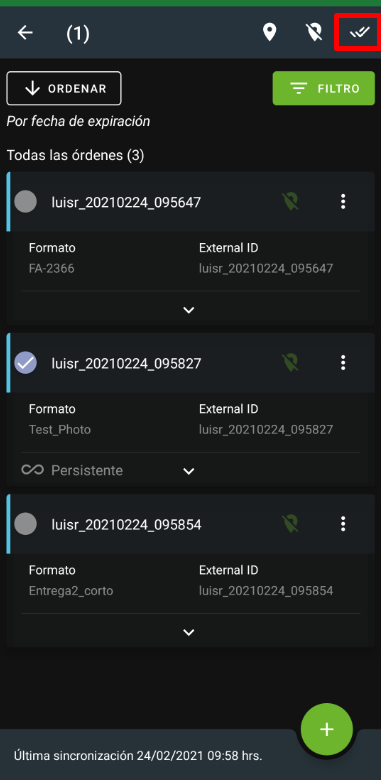 (1)
ORDENAR
FILTRO
Por fecha de expiración
Todas las órdenes (3)
luisr_20210224_095647
Formato External ID
FA-2366 luisr_20210224_095647
luisr_20210224_095827
Formato External ID
Test_Photo luisr_20210224_095827
Persistente
luisr_20210224_095854
Formato External ID
Entrega2_corto luisr_20210224_095854
Última sincronización 24/02/2021 09:58 hrs.